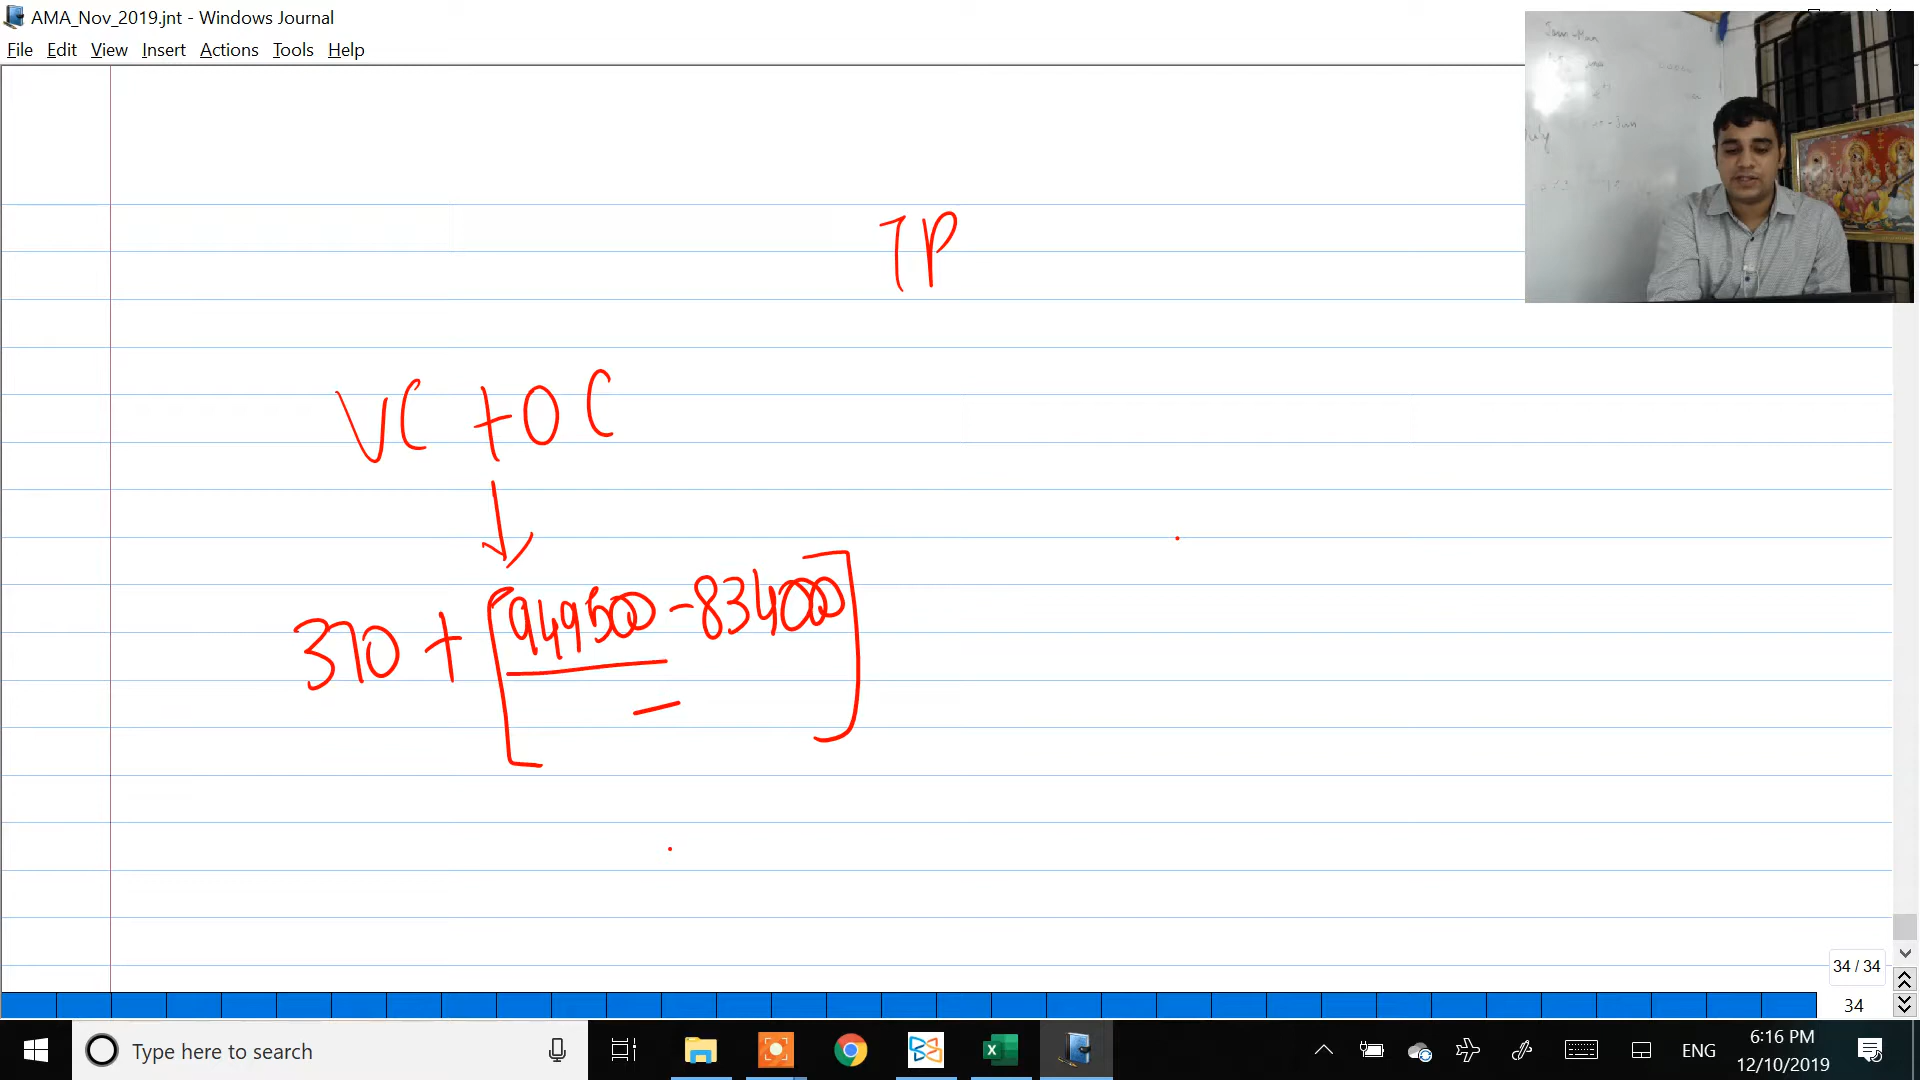 AMA_Nov_2019.jnt - Windows Journal
File Edit View Insert Actions Tools Help
TP
VC + OC
370 + [949500 - 834000
34 / 34
34
Type here to search
ENG
6:16 PM
12/10/2019